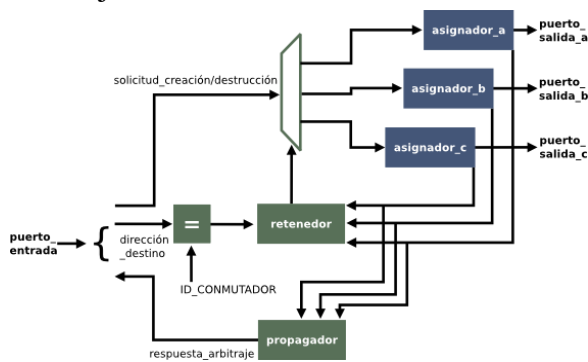 asignador_a
puerto_
salida_a
solicitud_creación/destrucción
asignador_b
puerto_
salida_b
asignador_c
puerto_
salida_c
puerto_
entrada
{
dirección
_destino
=
retenedor
ID_CONMUTADOR
respuesta_arbitraje
propagador